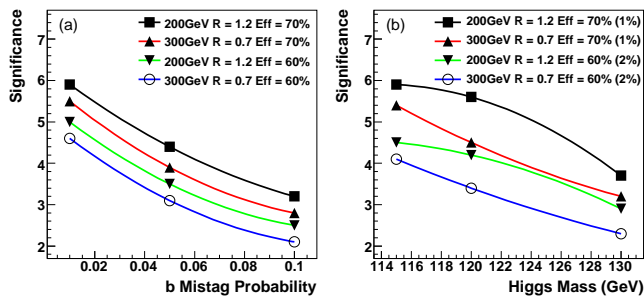 (a)
200GeV R = 1.2 Eff = 70%
300GeV R = 0.7 Eff = 70%
200GeV R = 1.2 Eff = 60%
300GeV R = 0.7 Eff = 60%
Significance
7
6
5
4
3
2
0.02 0.04 0.06 0.08 0.1
b Mistag Probability
(b)
200GeV R = 1.2 Eff = 70% (1%)
300GeV R = 0.7 Eff = 70% (1%)
200GeV R = 1.2 Eff = 60% (2%)
300GeV R = 0.7 Eff = 60% (2%)
Significance
7
6
5
4
3
2
114 116 118 120 122 124 126 128 130
Higgs Mass (GeV)